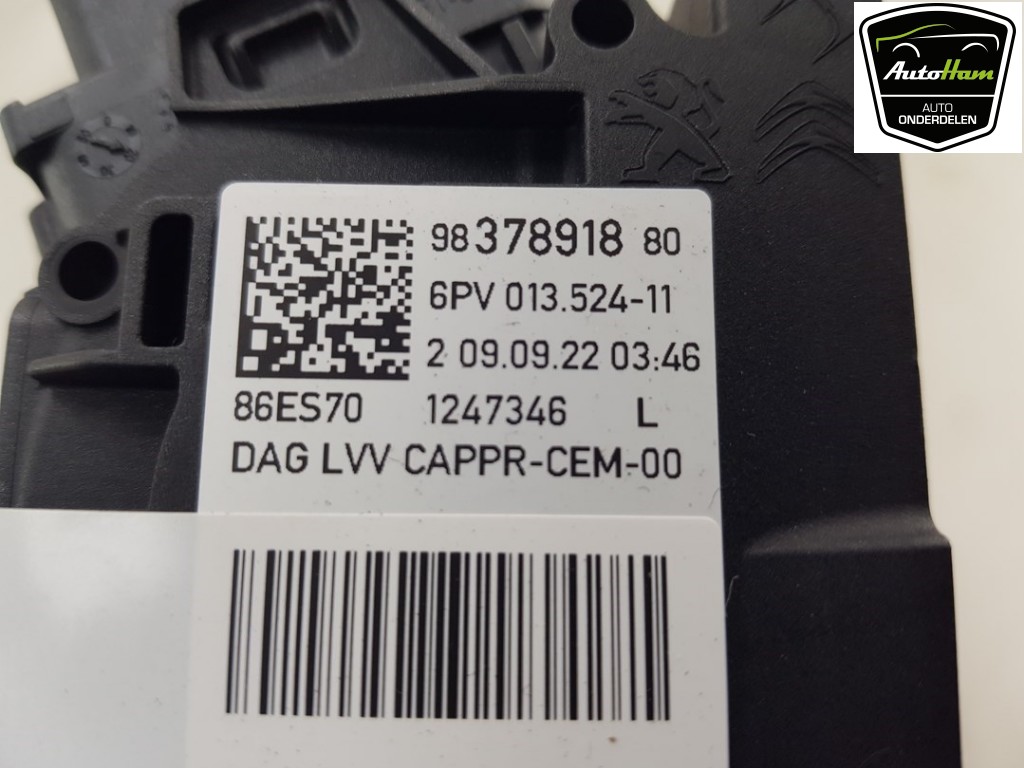 AutoHam
AUTO
ONDERDELEN
98 378918 80
6PV 013.524-11
2 09.09.22 03:46
86ES70 1247346 L
DAG LVV CAPPR-CEM-00